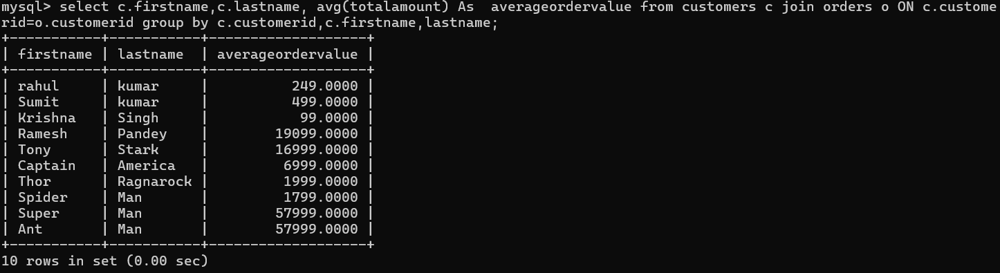 mysql> select c.firstname,c.lastname, avg(totalamount) As  averageordervalue from customers c join orders o ON c.custome
rid=o.customerid group by c.customerid,c.firstname,lastname;
+-----------+-----------+-------------------+
| firstname | lastname  | averageordervalue |
+-----------+-----------+-------------------+
| rahul     | kumar     |          249.0000 |
| Sumit     | kumar     |          499.0000 |
| Krishna   | Singh     |           99.0000 |
| Ramesh    | Pandey    |        19099.0000 |
| Tony      | Stark     |        16999.0000 |
| Captain   | America   |         6999.0000 |
| Thor      | Ragnarock |         1999.0000 |
| Spider    | Man       |         1799.0000 |
| Super     | Man       |        57999.0000 |
| Ant       | Man       |        57999.0000 |
+-----------+-----------+-------------------+
10 rows in set (0.00 sec)